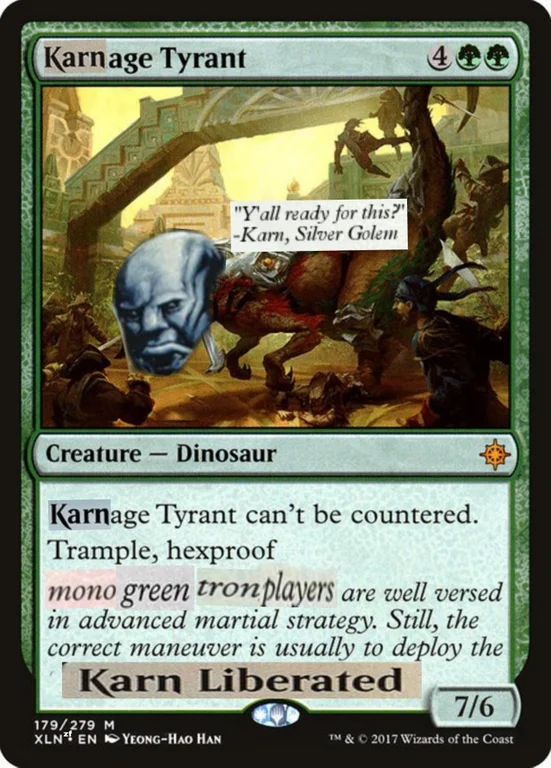 Karnage Tyrant
4
"Y'all ready for this?"
-Karn, Silver Golem
Creature — Dinosaur
Karnage Tyrant can't be countered.
Trample, hexproof
mono green tron players are well versed
in advanced martial strategy. Still, the
correct maneuver is usually to deploy the
Karn Liberated
7/6
179/279 M
XLN EN Yeong-Hao Han
™ & © 2017 Wizards of the Coast